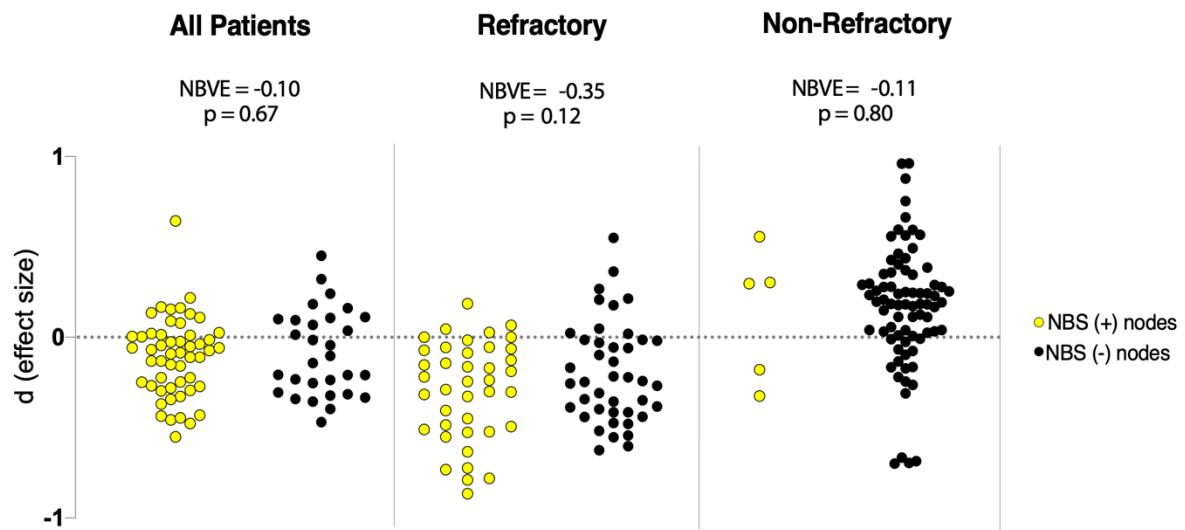 All Patients Refractory Non-Refractory
NBVE = -0.10 NBVE= -0.35 NBVE= -0.11
p = 0.67 p = 0.12 p = 0.80
1
d (effect size)
0
-1
NBS (+) nodes
NBS (-) nodes